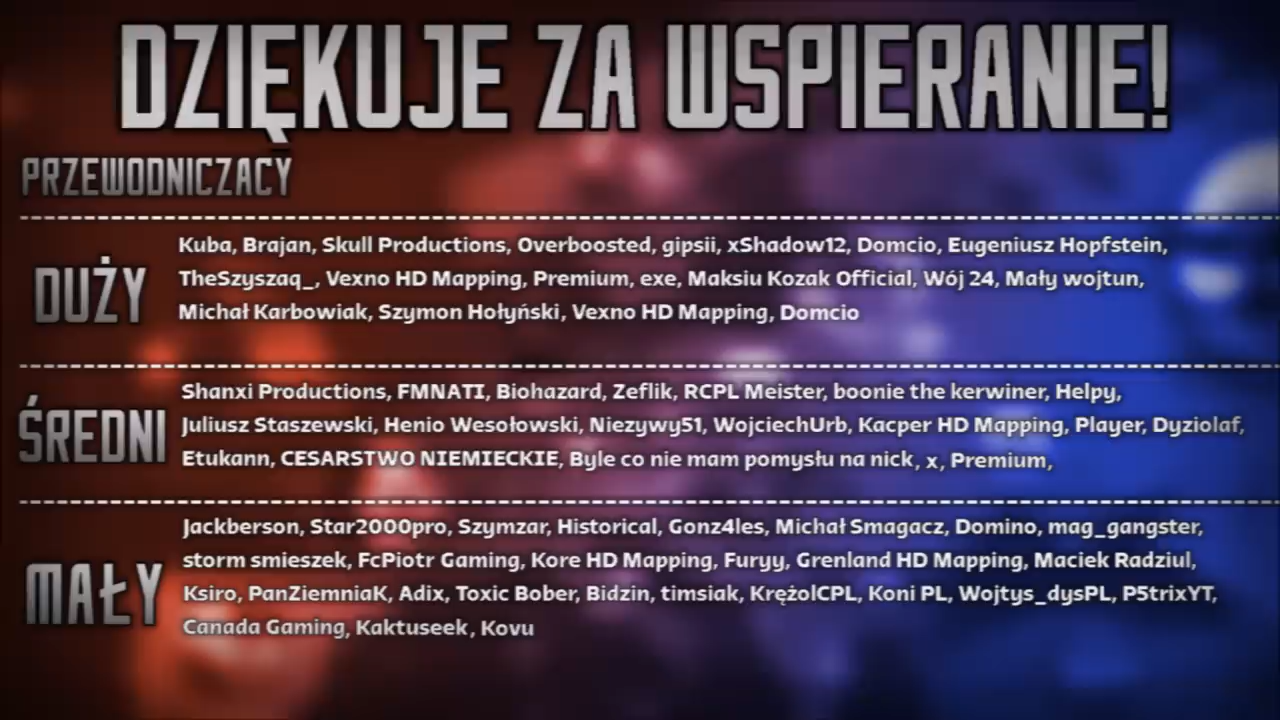 DZIĘKUJE ZA WSPIERANIE!
PRZEWODNICZACY
DUŻY
Kuba, Brajan, Skull Productions, Overboosted, gipsii, xShadow12, Domcio, Eugeniusz Hopfstein,
TheSzyszaq_, Vexno HD Mapping, Premium, exe, Maksiu Kozak Official, Wój 24, Mały wojtun,
Michał Karbowiak, Szymon Hołyński, Vexno HD Mapping, Domcio
ŚREDNI
Shanxi Productions, FMNATI, Biohazard, Zeflik, RCPL Meister, boonie the kerwiner, Helpy,
Juliusz Staszewski, Henio Wesołowski, Niezywy51, WojciechUrb, Kacper HD Mapping, Player, Dyziolaf,
Etukann, CESARSTWO NIEMIECKIE, Byle co nie mam pomysłu na nick, x, Premium,
MAŁY
Jackberson, Star2000pro, Szymzar, Historical, Gonz4les, Michał Smagacz, Domino, mag_gangster,
storm smieszek, FcPiotr Gaming, Kore HD Mapping, Furyy, Grenland HD Mapping, Maciek Radziul,
Ksiro, PanZiemniaK, Adix, Toxic Bober, Bidzin, timsiak, KrężolCPL, Koni PL, Wojtys_dysPL, P5trixYT,
Canada Gaming, Kaktuseek, Kovu